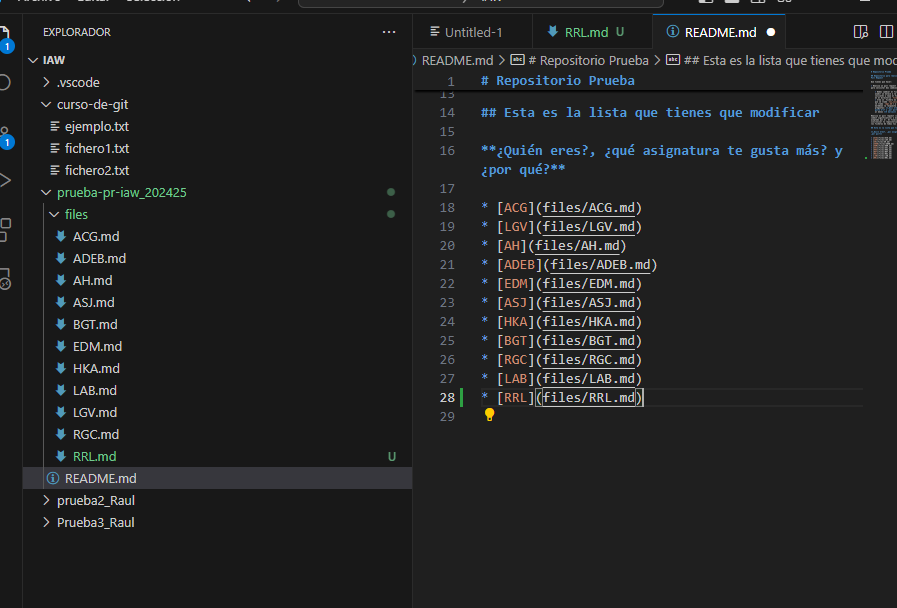 EXPLORADOR
...
IAW
.vscode
curso-de-git
ejemplo.txt
fichero1.txt
fichero2.txt
prueba-pr-iaw_202425
files
ACG.md
ADEB.md
AH.md
ASJ.md
BGT.md
EDM.md
HKA.md
LAB.md
LGV.md
RGC.md
RRL.md U
README.md
prueba2_Raul
Prueba3_Raul
1
1
Untitled-1
RRL.md U
README.md
README.md > # Repositorio Prueba > ## Esta es la lista que tienes que mod
1 # Repositorio Prueba
13
14 ## Esta es la lista que tienes que modificar
15
16 **¿Quién eres?, ¿qué asignatura te gusta más? y
¿por qué?**
17
18 * [ACG](files/ACG.md)
19 * [LGV](files/LGV.md)
20 * [AH](files/AH.md)
21 * [ADEB](files/ADEB.md)
22 * [EDM](files/EDM.md)
23 * [ASJ](files/ASJ.md)
24 * [HKA](files/HKA.md)
25 * [BGT](files/BGT.md)
26 * [RGC](files/RGC.md)
27 * [LAB](files/LAB.md)
28 * [RRL](files/RRL.md)
29